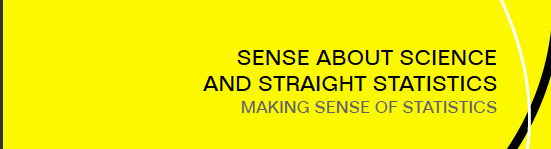 SENSE ABOUT SCIENCE
AND STRAIGHT STATISTICS
MAKING SENSE OF STATISTICS